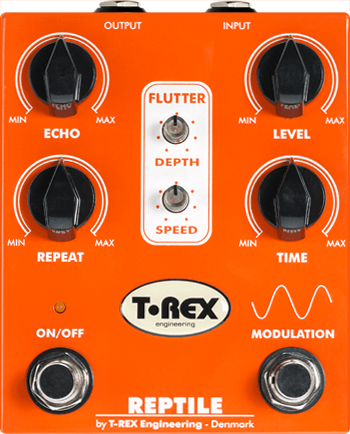 OUTPUT INPUT
FLUTTER
MIN MAX MIN MAX
ECHO LEVEL
DEPTH
SPEED
MIN MAX MIN MAX
REPEAT TIME
T-REX
engineering
ON/OFF MODULATION
REPTILE
by T-REX Engineering - Denmark